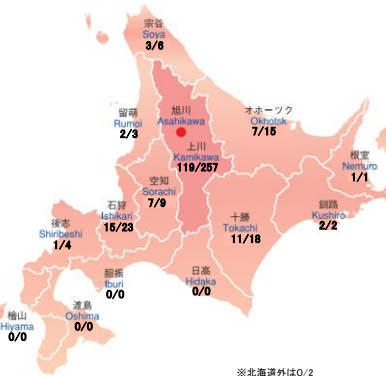 宗谷
Soya
3/6
留萌
Rumoi
2/3
旭川
Asahikawa
上川
Kamikawa
119/257
オホーツク
Okhotsk
7/15
根室
Nemuro
1/1
空知
Sorachi
7/9
石狩
Ishikari
15/23
後志
Shiribeshi
1/4
十勝
Tokachi
11/18
釧路
Kushiro
2/2
胆振
Iburi
0/0
日高
Hidaka
0/0
渡島
Oshima
0/0
檜山
Hiyama
0/0
※北海道外は0/2